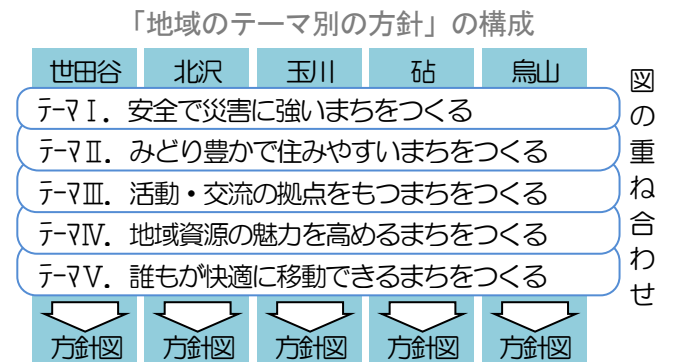 「地域のテーマ別の方針」の構成
世田谷 北沢 玉川 砧 烏山
テーマⅠ．安全で災害に強いまちをつくる
テーマⅡ．みどり豊かで住みやすいまちをつくる
テーマⅢ．活動・交流の拠点をもつまちをつくる
テーマⅣ．地域資源の魅力を高めるまちをつくる
テーマⅤ．誰もが快適に移動できるまちをつくる
図の重ね合わせ
方針図 方針図 方針図 方針図 方針図